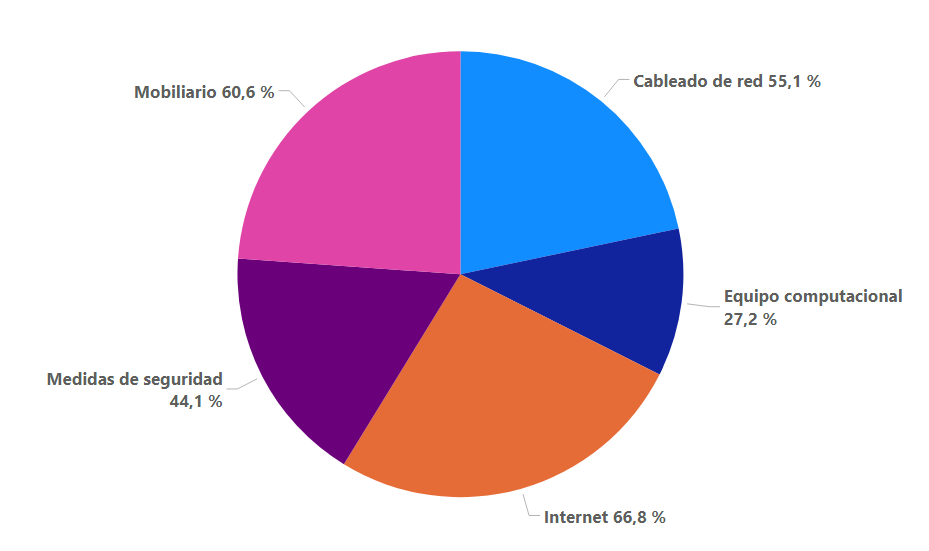 Cableado de red 55,1 %
Mobiliario 60,6 %
Equipo computacional
27,2 %
Medidas de seguridad
44,1 %
Internet 66,8 %